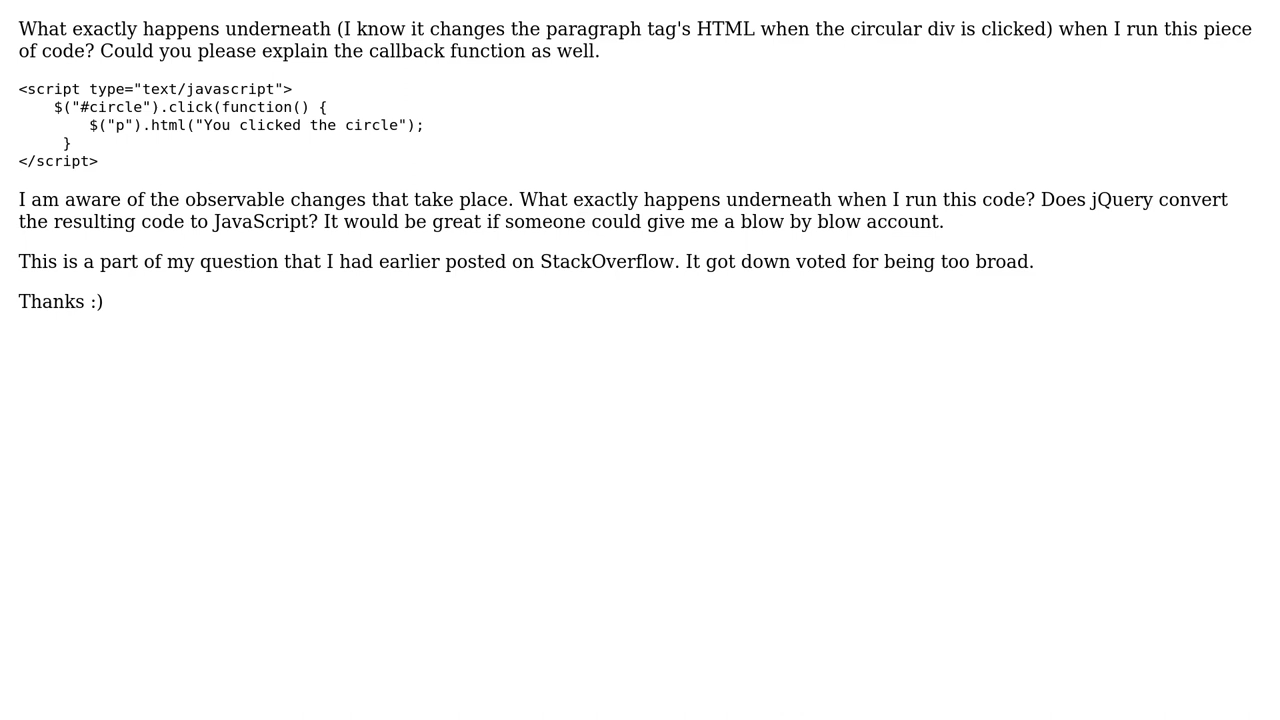 What exactly happens underneath (I know it changes the paragraph tag's HTML when the circular div is clicked) when I run this piece
of code? Could you please explain the callback function as well.
<script type="text/javascript">
    $("#circle").click(function() {
        $("p").html("You clicked the circle");
     }
</script>
I am aware of the observable changes that take place. What exactly happens underneath when I run this code? Does jQuery convert
the resulting code to JavaScript? It would be great if someone could give me a blow by blow account.
This is a part of my question that I had earlier posted on StackOverflow. It got down voted for being too broad.
Thanks :)